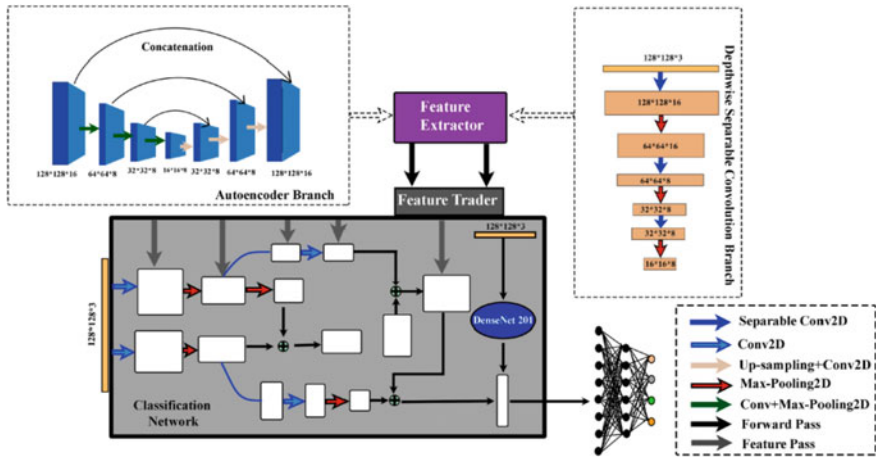 Concatenation
128*128*16
64*64*8
32*32*8
16*16*8
32*32*8
64*64*8
128*128*16
Autoencoder Branch
Feature
Extractor
Feature Trader
128*128*3
128*128*16
64*64*16
64*64*8
32*32*8
32*32*8
16*16*8
Depthwise Separable Convolution Branch
128*128*3
128*128*3
DenseNet 201
Classification
Network
Separable Conv2D
Conv2D
Up-sampling+Conv2D
Max-Pooling2D
Conv+Max-Pooling2D
Forward Pass
Feature Pass